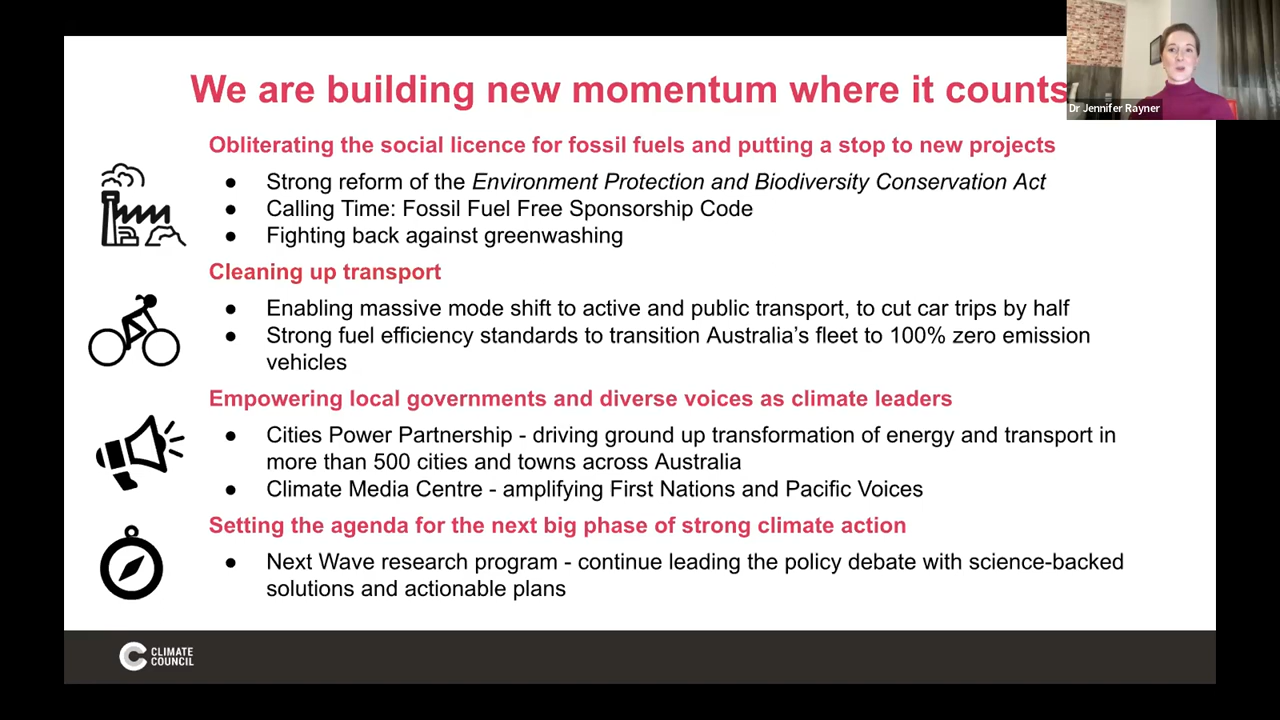 We are building new momentum where it counts
Dr Jennifer Rayner
Obliterating the social licence for fossil fuels and putting a stop to new projects
● Strong reform of the Environment Protection and Biodiversity Conservation Act
● Calling Time: Fossil Fuel Free Sponsorship Code
● Fighting back against greenwashing
Cleaning up transport
● Enabling massive mode shift to active and public transport, to cut car trips by half
● Strong fuel efficiency standards to transition Australia’s fleet to 100% zero emission
vehicles
Empowering local governments and diverse voices as climate leaders
● Cities Power Partnership - driving ground up transformation of energy and transport in
more than 500 cities and towns across Australia
● Climate Media Centre - amplifying First Nations and Pacific Voices
Setting the agenda for the next big phase of strong climate action
● Next Wave research program - continue leading the policy debate with science-backed
solutions and actionable plans
CLIMATE
COUNCIL